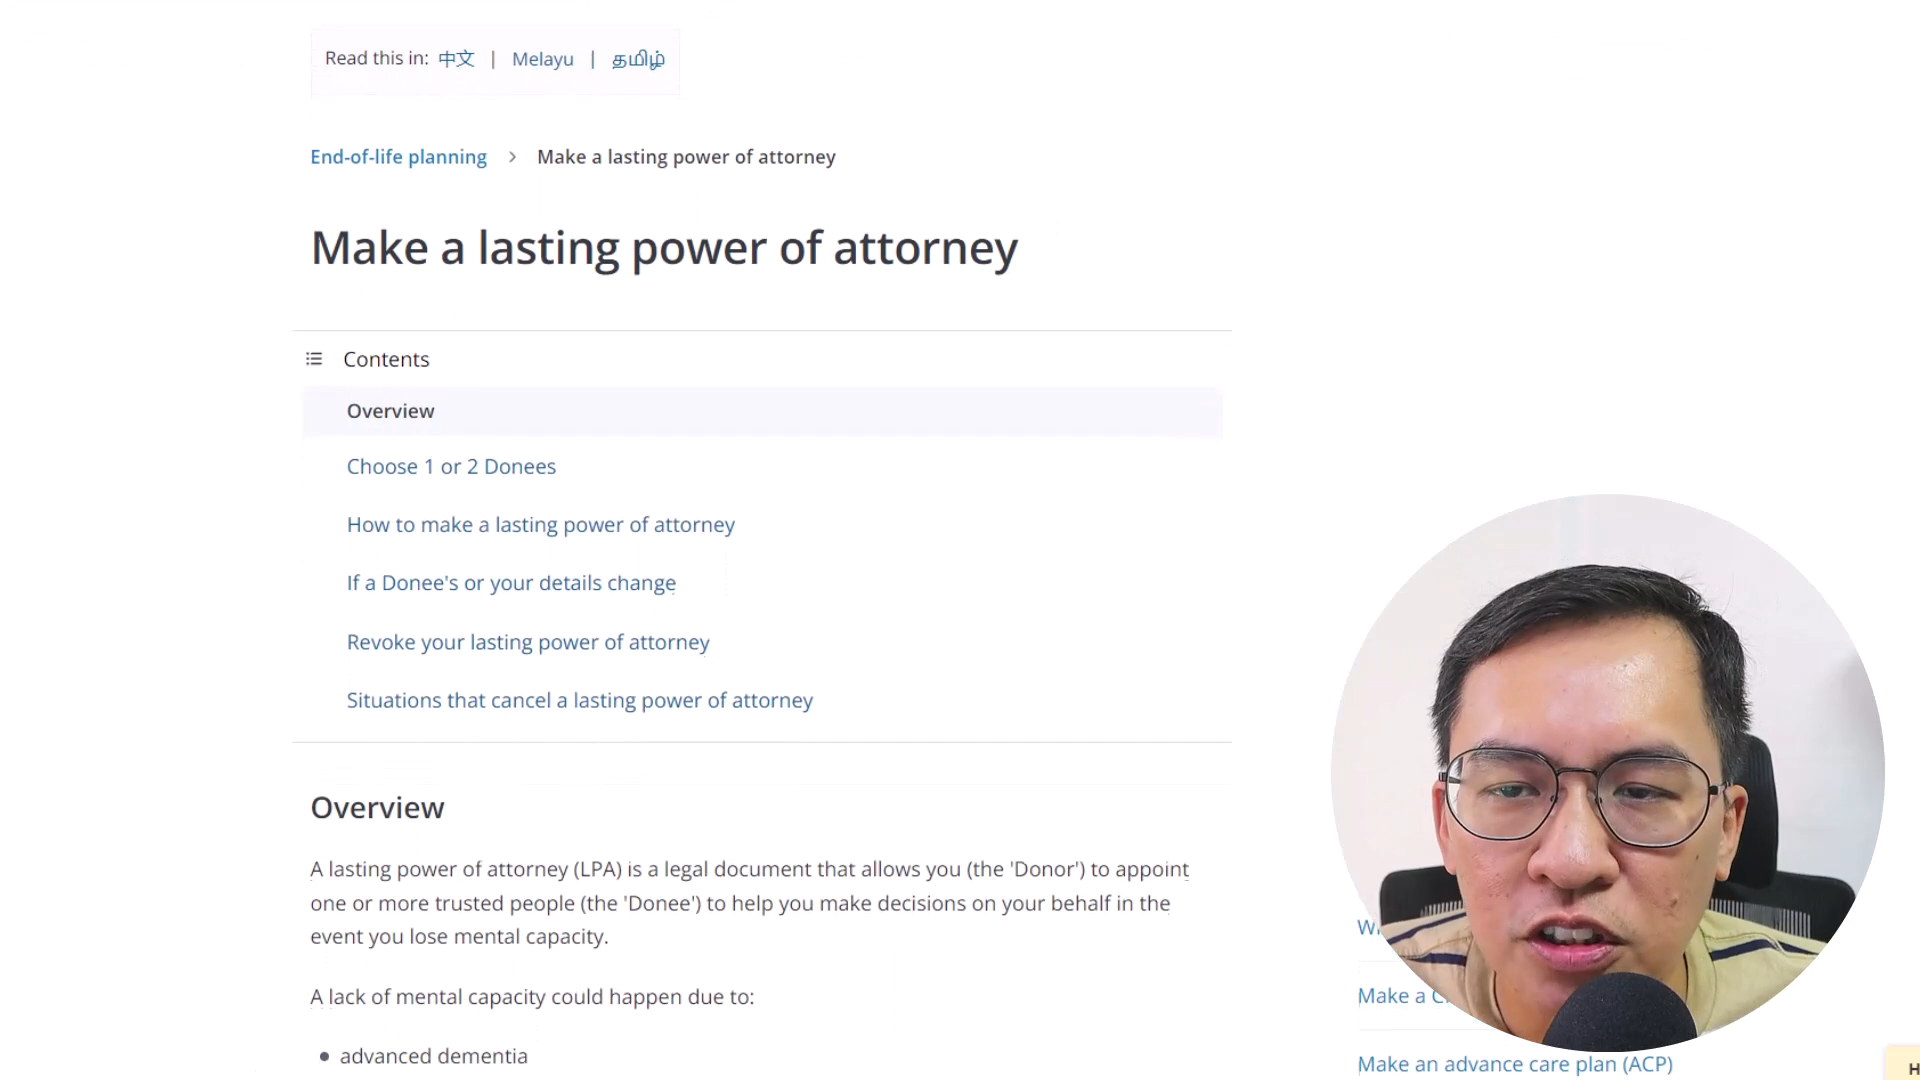 Read this in: 中文 | Melayu | தமிழ்
End-of-life planning > Make a lasting power of attorney
Make a lasting power of attorney
Contents
Overview
Choose 1 or 2 Donees
How to make a lasting power of attorney
If a Donee's or your details change
Revoke your lasting power of attorney
Situations that cancel a lasting power of attorney
Overview
A lasting power of attorney (LPA) is a legal document that allows you (the 'Donor') to appoint
one or more trusted people (the 'Donee') to help you make decisions on your behalf in the
event you lose mental capacity.
A lack of mental capacity could happen due to:
• advanced dementia
Make a
Make an advance care plan (ACP)